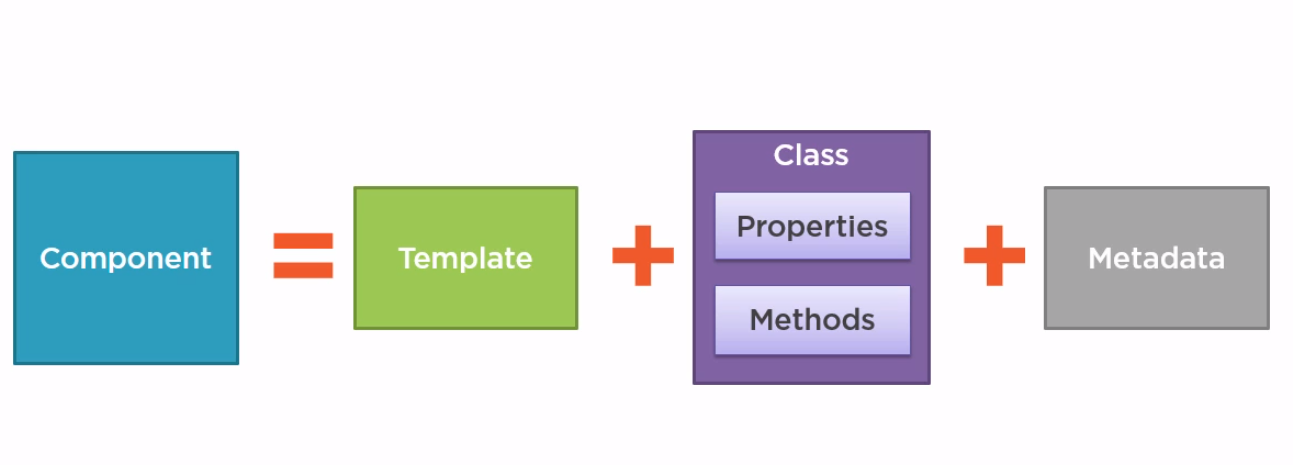 Component
=
Template
+
Class
Properties
Methods
+
Metadata